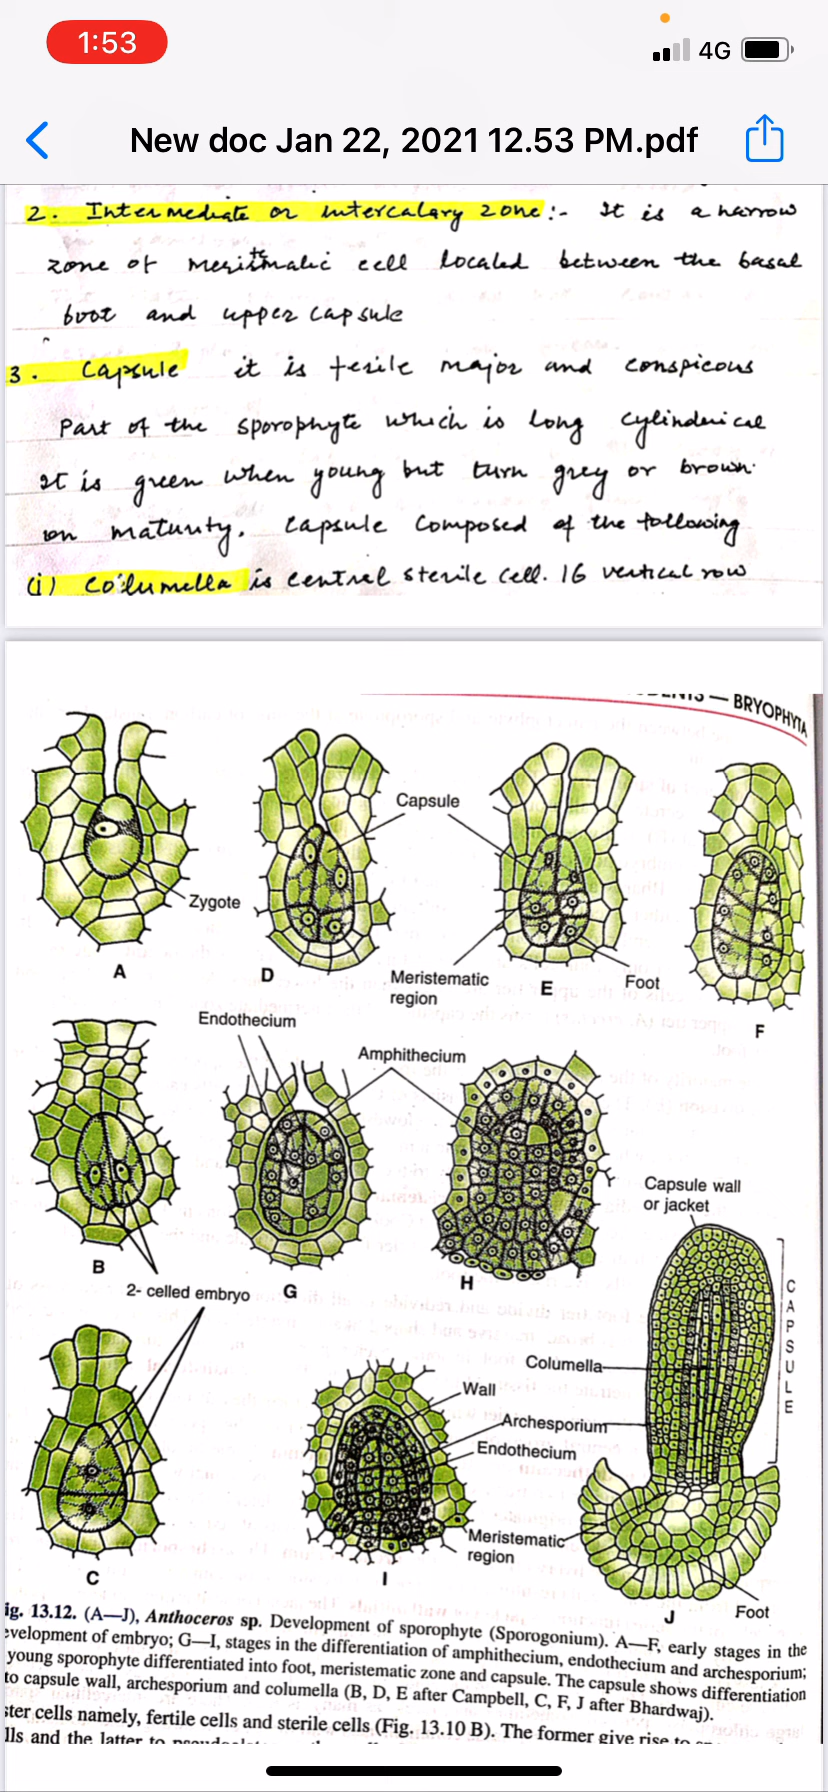 1:53
4G
New doc Jan 22, 2021 12.53 PM.pdf
2. Intermediate or intercalary zone:- It is a narrow
zone of cell located between the basal
and upper capsule
3. Capsule it is ferile major and conspicous
Part of the sporophyte which is long cylinderical
It is green when young but turn grey or brown
on maturity. Capsule Composed of the following
(i) is central sterile cell. 16 vertical row
— BRYOPHYTA
Capsule
Zygote
A
D
Meristematic
region
E
Foot
F
Endothecium
Amphithecium
Capsule wall
or jacket
B
2- celled embryo
G
H
CAPSULE
Columella
Wall
Archesporium
Endothecium
Meristematic
region
C
I
J
Foot
ig. 13.12. (A—J), Anthoceros sp. Development of sporophyte (Sporogonium). A—F, early stages in the
evelopment of embryo; G—I, stages in the differentiation of amphithecium, endothecium and archesporium;
young sporophyte differentiated into foot, meristematic zone and capsule. The capsule shows differentiation
to capsule wall, archesporium and columella (B, D, E after Campbell, C, F, J after Bhardwaj).
ster cells namely, fertile cells and sterile cells (Fig. 13.10 B). The former give rise to
lls and the latter to